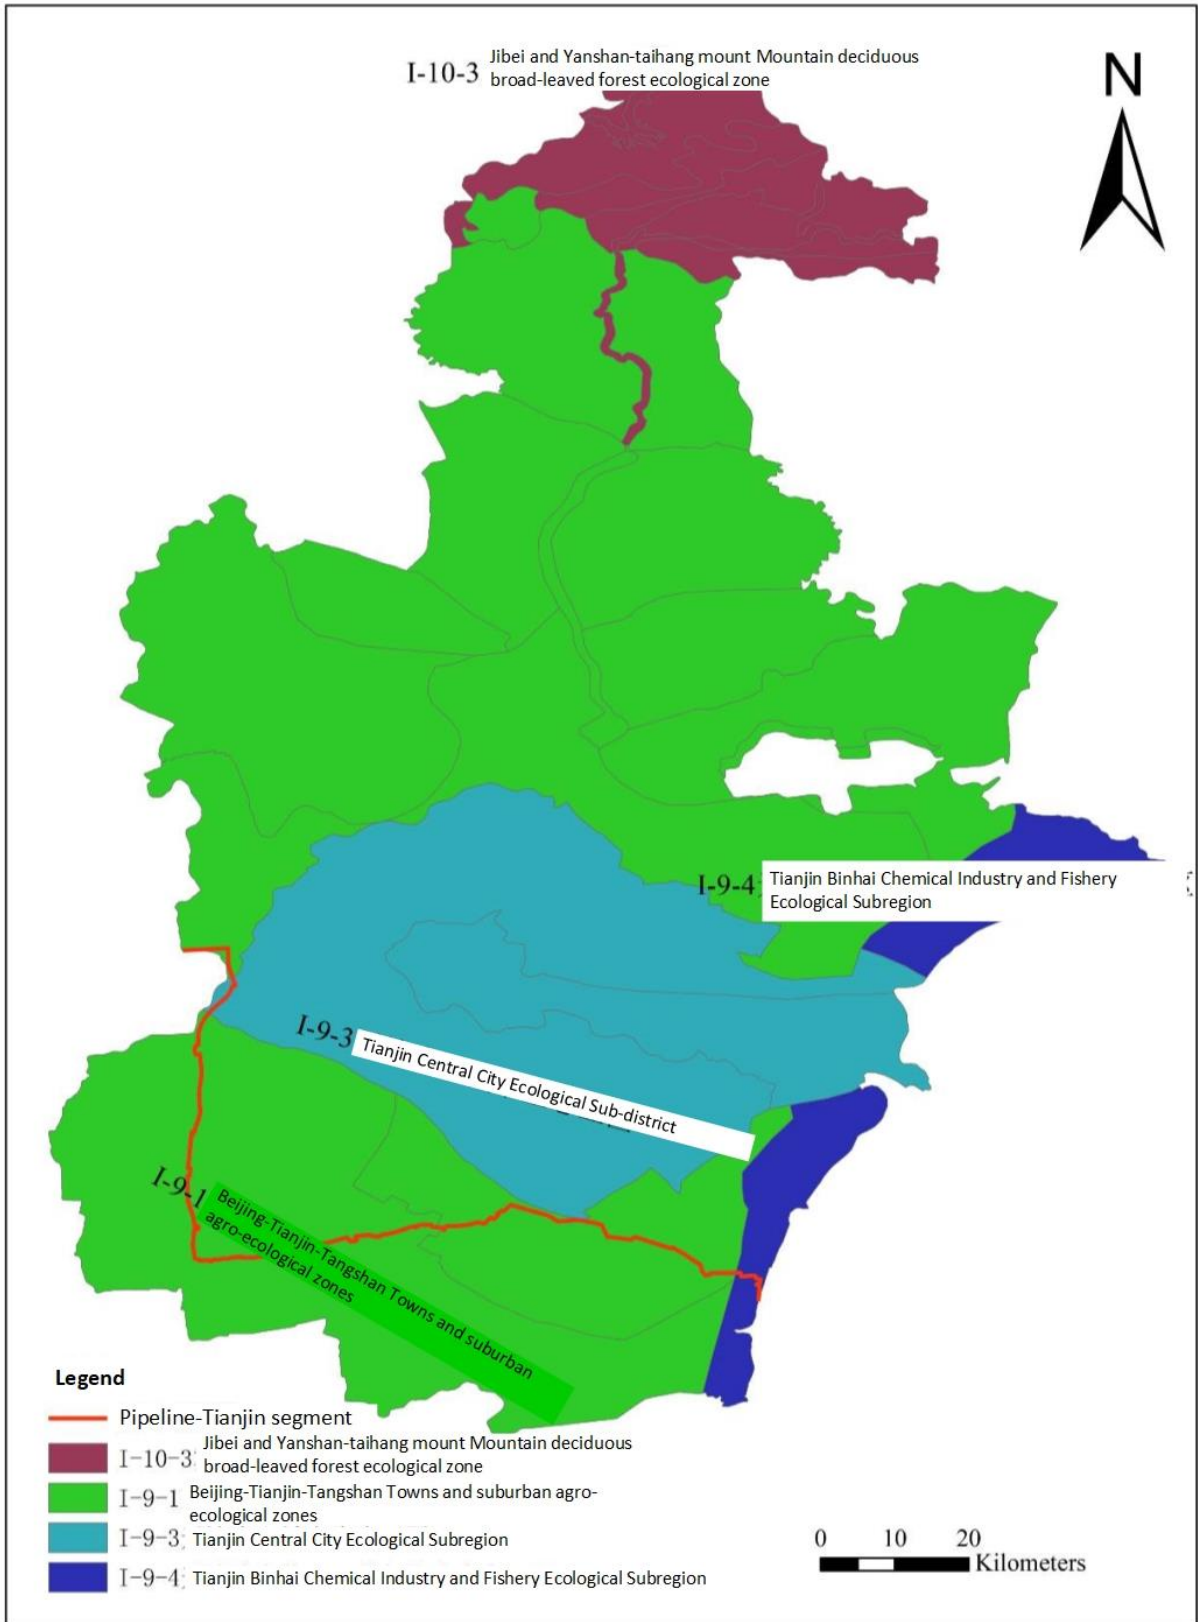 Jibei and Yanshan-taihang mount Mountain deciduous
I-10-3 broad-leaved forest ecological zone
N
I-9-4
Tianjin Binhai Chemical Industry and Fishery
Ecological Subregion
I-9-3 Tianjin Central City Ecological Sub-district
I-9-1 Beijing-Tianjin-Tangshan Towns and suburban
agro-ecological zones
Legend
Pipeline-Tianjin segment
I-10-3 Jibei and Yanshan-taihang mount Mountain deciduous
broad-leaved forest ecological zone
I-9-1 Beijing-Tianjin-Tangshan Towns and suburban agro-
ecological zones
I-9-3 Tianjin Central City Ecological Subregion
I-9-4 Tianjin Binhai Chemical Industry and Fishery Ecological Subregion
0 10 20
Kilometers